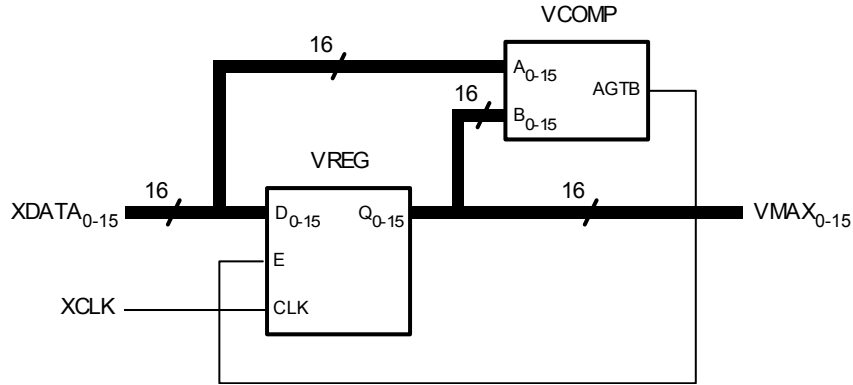 VCOMP
16
A0-15
AGTB
16
B0-15
VREG
16
XDATA0-15
D0-15
Q0-15
16
VMAX0-15
E
XCLK
CLK